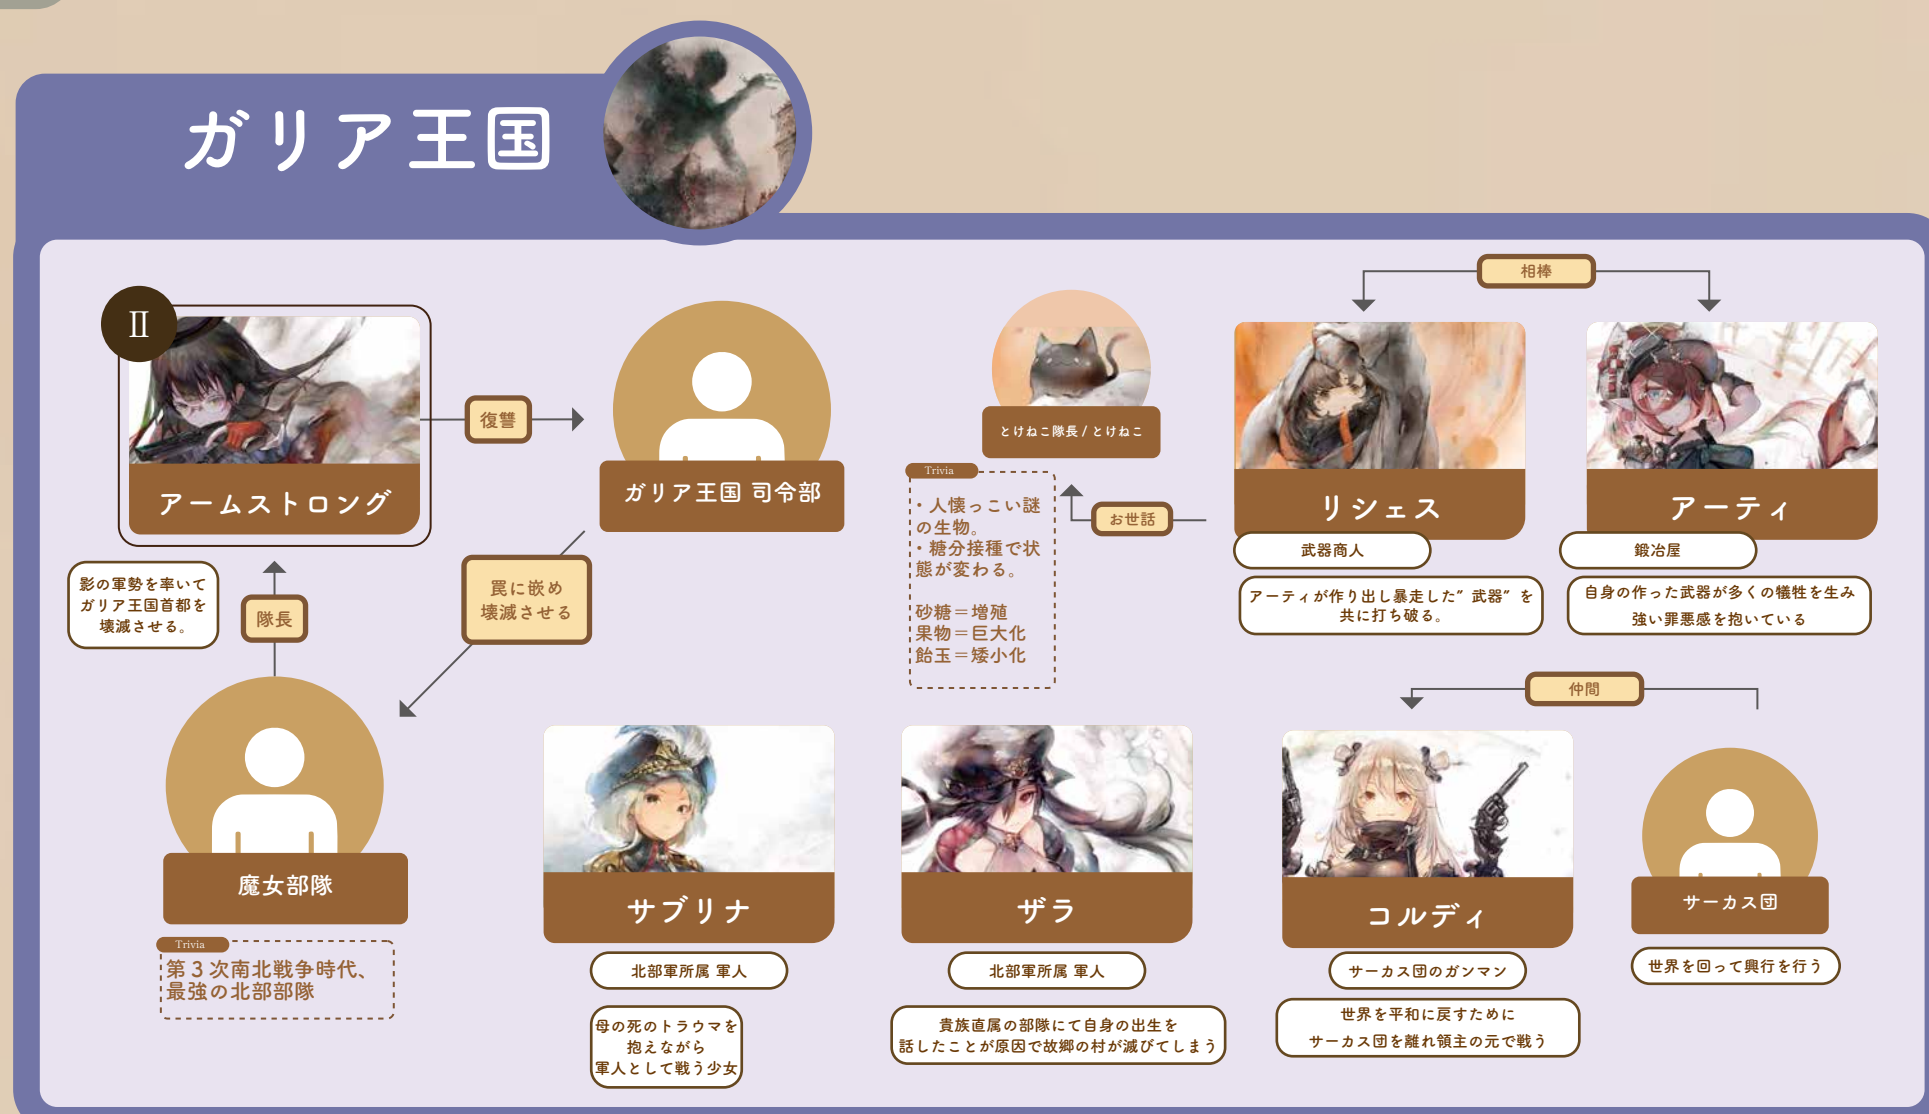 ガリア王国
相棒
Ⅱ
アームストロング
復讐
ガリア王国 司令部
とけねこ隊長 / とけねこ
リシェス
アーティ
影の軍勢を率いて
ガリア王国首都を
壊滅させる。
隊長
罠に嵌め
壊滅させる
Trivia
・人懐っこい謎
の生物。
・糖分接種で状
態が変わる。
砂糖＝増殖
果物＝巨大化
飴玉＝矮小化
お世話
武器商人
アーティが作り出し暴走した“武器”を
共に打ち破る。
鍛冶屋
自身の作った武器が多くの犠牲を生み
強い罪悪感を抱いている
仲間
魔女部隊
Trivia
第３次南北戦争時代、
最強の北部部隊
サブリナ
北部軍所属 軍人
母の死のトラウマを
抱えながら
軍人として戦う少女
ザラ
北部軍所属 軍人
貴族直属の部隊にて自身の出生を
話したことが原因で故郷の村が滅びてしまう
コルディ
サーカス団のガンマン
世界を平和に戻すために
サーカス団を離れ領主の元で戦う
サーカス団
世界を回って興行を行う